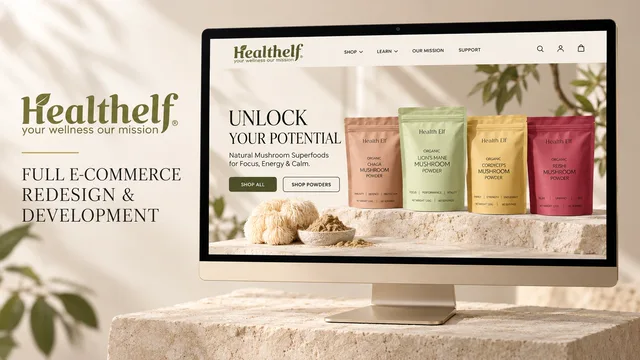 Healthelf®
your wellness our mission
FULL E-COMMERCE
REDESIGN &
DEVELOPMENT
Healthelf
your wellness our mission
SHOP
LEARN
OUR MISSION
SUPPORT
UNLOCK
YOUR POTENTIAL
Natural Mushroom Superfoods
for Focus, Energy & Calm.
SHOP ALL
SHOP POWDERS
Health Elf
ORGANIC
CHAGA
MUSHROOM
POWDER
Health Elf
ORGANIC
LION'S MANE
MUSHROOM
POWDER
Health Elf
ORGANIC
CORDYCEPS
MUSHROOM
POWDER
Health Elf
ORGANIC
REISHI
MUSHROOM
POWDER